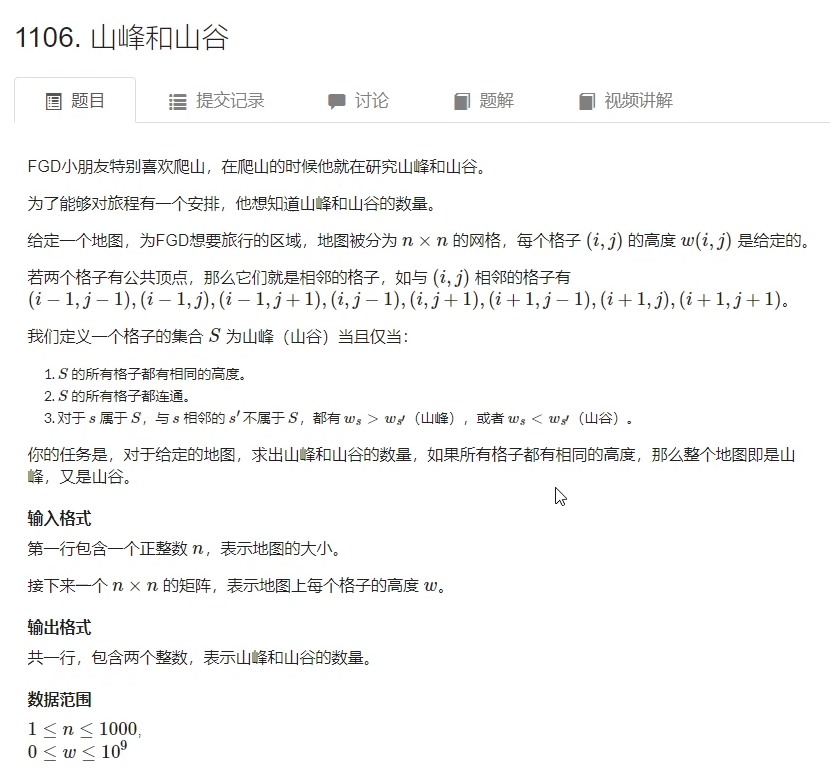 1106. 山峰和山谷
题目 提交记录 讨论 题解 视频讲解
FGD小朋友特别喜欢爬山，在爬山的时候他就在研究山峰和山谷。
为了能够对旅程有一个安排，他想知道山峰和山谷的数量。
给定一个地图，为FGD想要旅行的区域，地图被分为 n × n 的网格，每个格子 (i, j) 的高度 w(i, j) 是给定的。
若两个格子有公共顶点，那么它们就是相邻的格子，如与 (i, j) 相邻的格子有
(i − 1, j − 1), (i − 1, j), (i − 1, j + 1), (i, j − 1), (i, j + 1), (i + 1, j − 1), (i + 1, j), (i + 1, j + 1)。
我们定义一个格子的集合 S 为山峰（山谷）当且仅当：
1. S 的所有格子都有相同的高度。
2. S 的所有格子都连通。
3. 对于 s 属于 S，与 s 相邻的 s′ 不属于 S，都有 wₛ > wₛ′（山峰），或者 wₛ < wₛ′（山谷）。
你的任务是，对于给定的地图，求出山峰和山谷的数量，如果所有格子都有相同的高度，那么整个地图即是山
峰，又是山谷。
输入格式
第一行包含一个正整数 n，表示地图的大小。
接下来一个 n × n 的矩阵，表示地图上每个格子的高度 w。
输出格式
共一行，包含两个整数，表示山峰和山谷的数量。
数据范围
1 ≤ n ≤ 1000,
0 ≤ w ≤ 10⁹